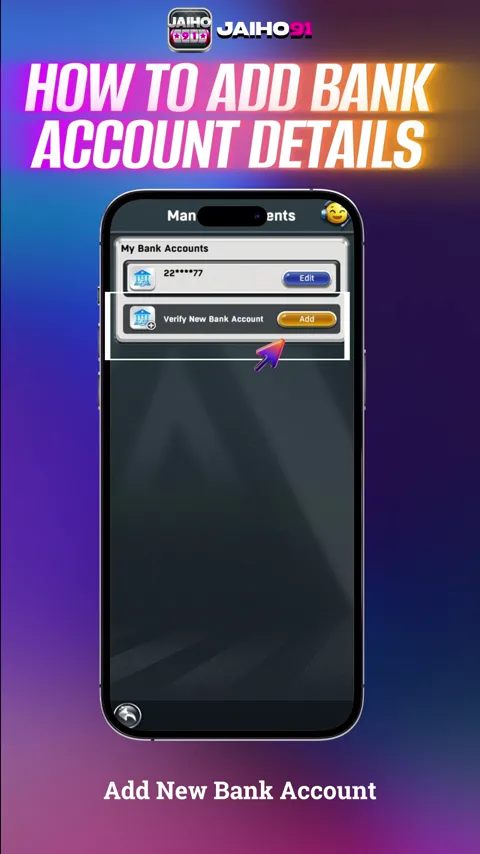 JAIHO
91
JAIHO91
HOW TO ADD BANK
ACCOUNT DETAILS
Man ents
My Bank Accounts
22****77
Edit
Verify New Bank Account
Add
Add New Bank Account